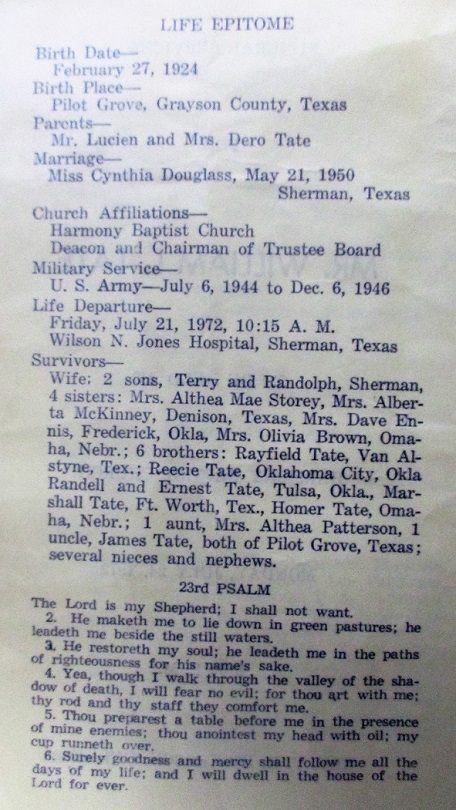 LIFE EPITOME
Birth Date—
February 27, 1924
Birth Place—
Pilot Grove, Grayson County, Texas
Parents—
Mr. Lucien and Mrs. Dero Tate
Marriage—
Miss Cynthia Douglass, May 21, 1950
Sherman, Texas
Church Affiliations—
Harmony Baptist Church
Deacon and Chairman of Trustee Board
Military Service—
U. S. Army—July 6, 1944 to Dec. 6, 1946
Life Departure—
Friday, July 21, 1972, 10:15 A. M.
Wilson N. Jones Hospital, Sherman, Texas
Survivors—
Wife; 2 sons, Terry and Randolph, Sherman,
4 sisters: Mrs. Althea Mae Storey, Mrs. Alber-
ta McKinney, Denison, Texas, Mrs. Dave En-
nis, Frederick, Okla, Mrs. Olivia Brown, Oma-
ha, Nebr.; 6 brothers: Rayfield Tate, Van Al-
styne, Tex.; Reecie Tate, Oklahoma City, Okla
Randell and Ernest Tate, Tulsa, Okla., Mar-
shall Tate, Ft. Worth, Tex., Homer Tate, Oma-
ha, Nebr.; 1 aunt, Mrs. Althea Patterson, 1
uncle, James Tate, both of Pilot Grove, Texas;
several nieces and nephews.
23rd PSALM
The Lord is my Shepherd; I shall not want.
2. He maketh me to lie down in green pastures; he
leadeth me beside the still waters.
3. He restoreth my soul; he leadeth me in the paths
of righteousness for his name's sake.
4. Yea, though I walk through the valley of the sha-
dow of death, I will fear no evil; for thou art with me;
thy rod and thy staff they comfort me.
5. Thou preparest a table before me in the presence
of mine enemies; thou anointest my head with oil; my
cup runneth over.
6. Surely goodness and mercy shall follow me all the
days of my life; and I will dwell in the house of the
Lord for ever.